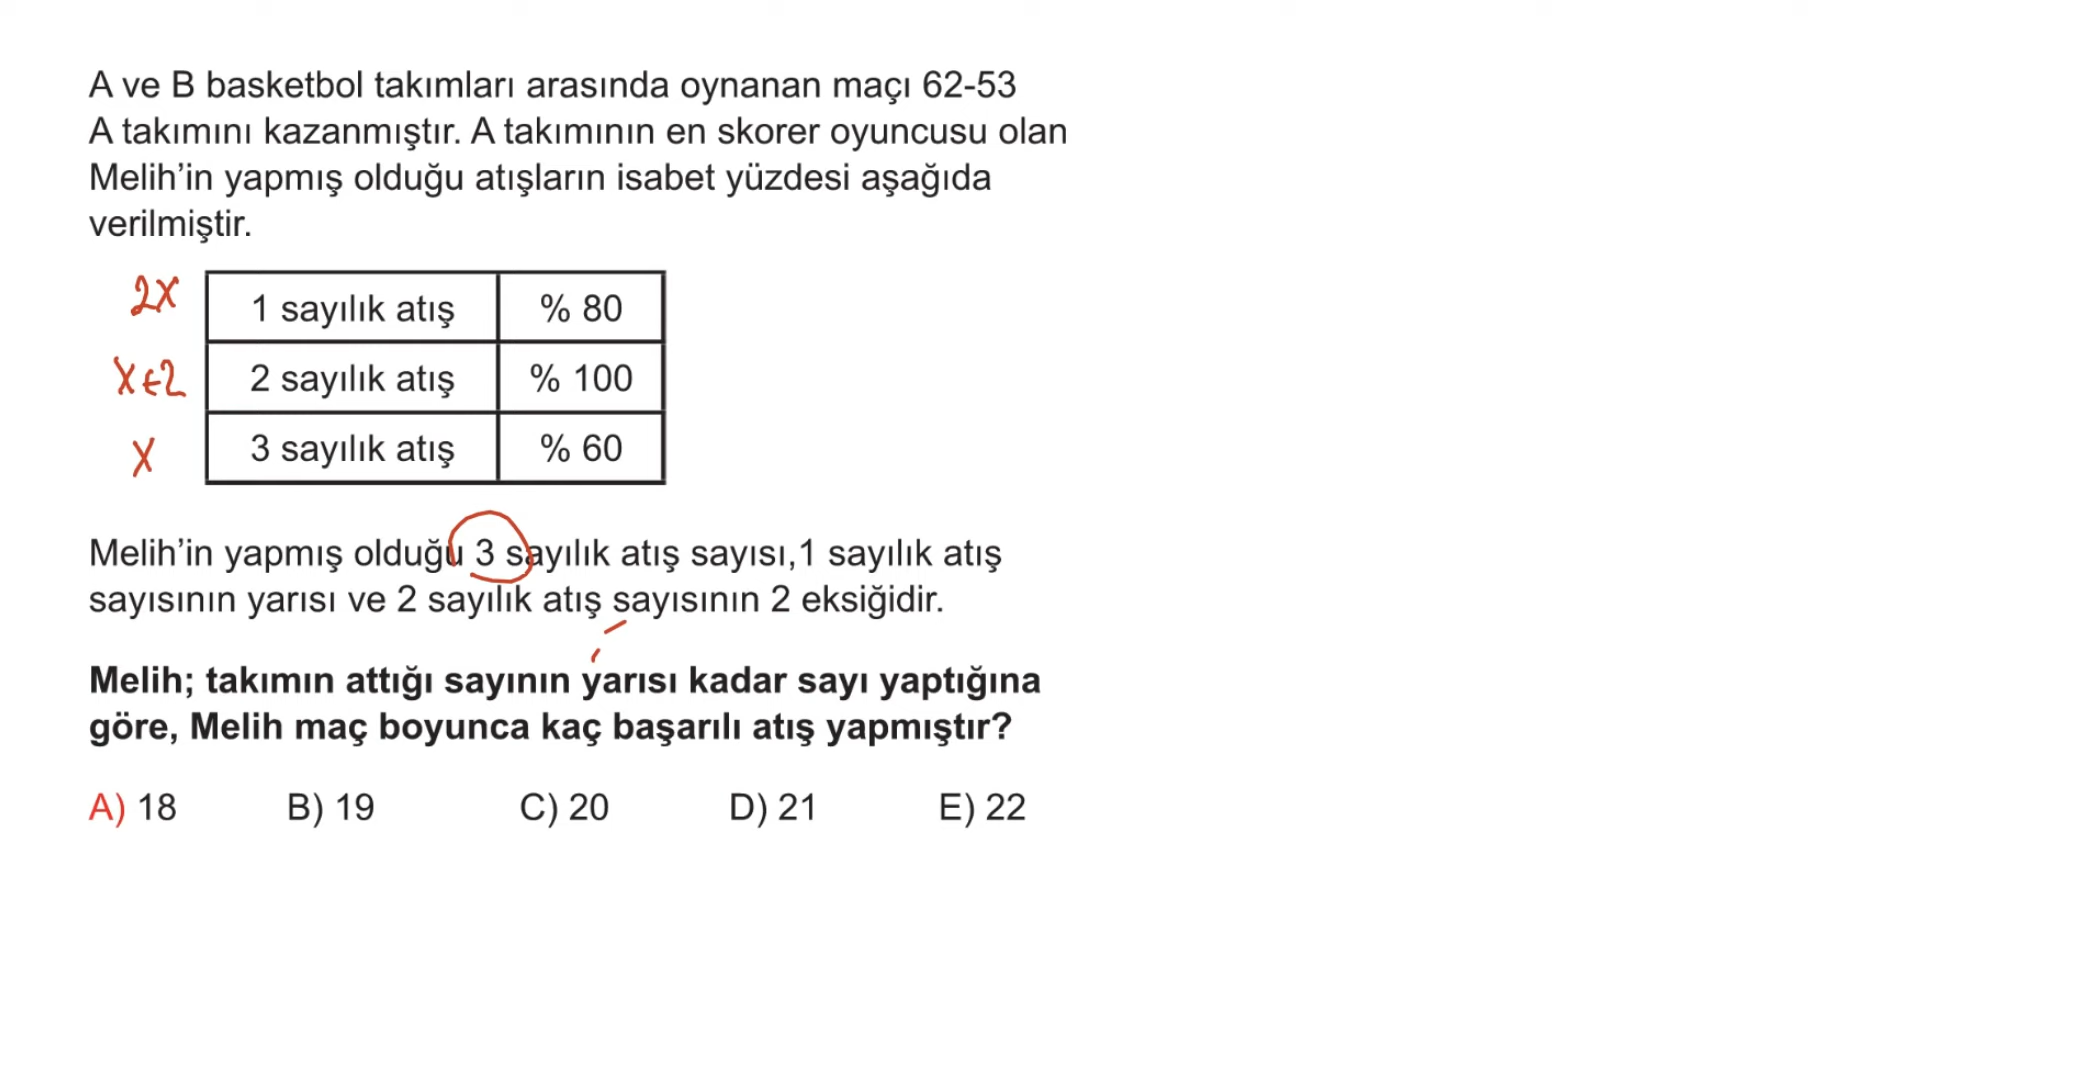 A ve B basketbol takımları arasında oynanan maçı 62-53
A takımını kazanmıştır. A takımının en skorer oyuncusu olan
Melih’in yapmış olduğu atışların isabet yüzdesi aşağıda
verilmiştir.
2x 1 sayılık atış % 80
x+2 2 sayılık atış % 100
x 3 sayılık atış % 60
Melih’in yapmış olduğu 3 sayılık atış sayısı,1 sayılık atış
sayısının yarısı ve 2 sayılık atış sayısının 2 eksiğidir.
Melih; takımın attığı sayının yarısı kadar sayı yaptığına
göre, Melih maç boyunca kaç başarılı atış yapmıştır?
A) 18 B) 19 C) 20 D) 21 E) 22